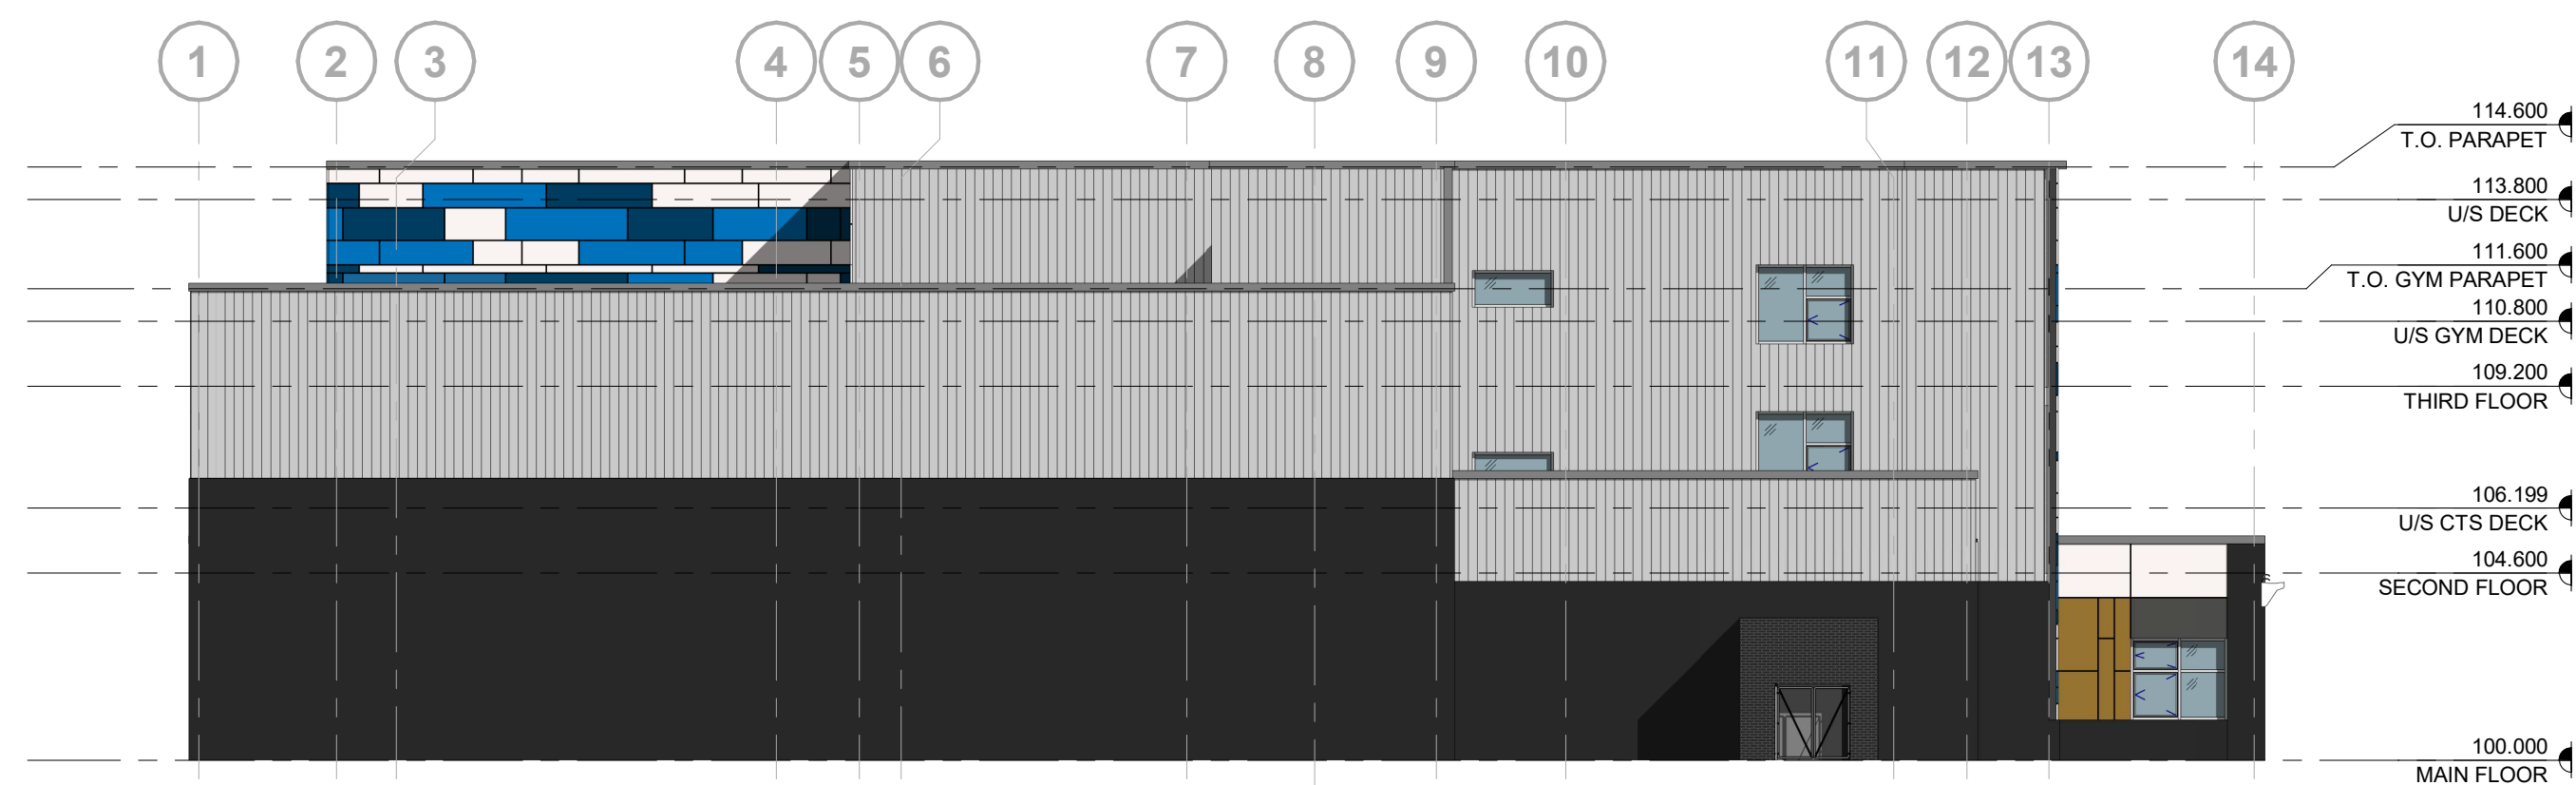 1 2 3 4 5 6 7 8 9 10 11 12 13 14
114.600
T.O. PARAPET
113.800
U/S DECK
111.600
T.O. GYM PARAPET
110.800
U/S GYM DECK
109.200
THIRD FLOOR
106.199
U/S CTS DECK
104.600
SECOND FLOOR
100.000
MAIN FLOOR